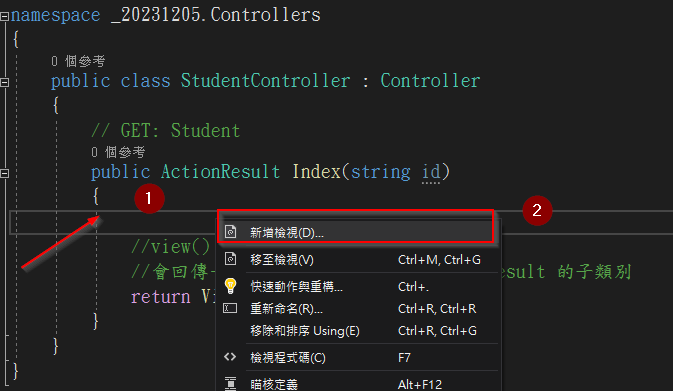 namespace _20231205.Controllers
{
0 個參考
public class StudentController : Controller
{
// GET: Student
0 個參考
public ActionResult Index(string id)
{
1
2
新增檢視(D)...
//view()
移至檢視(V) Ctrl+M, Ctrl+G
//會回傳 sult 的子類別
快速動作與重構... Ctrl+.
return Vi
重新命名(R)... Ctrl+R, Ctrl+R
}
移除和排序 Using(E) Ctrl+R, Ctrl+G
}
檢視程式碼(C) F7
}
瞄核定義 Alt+F12